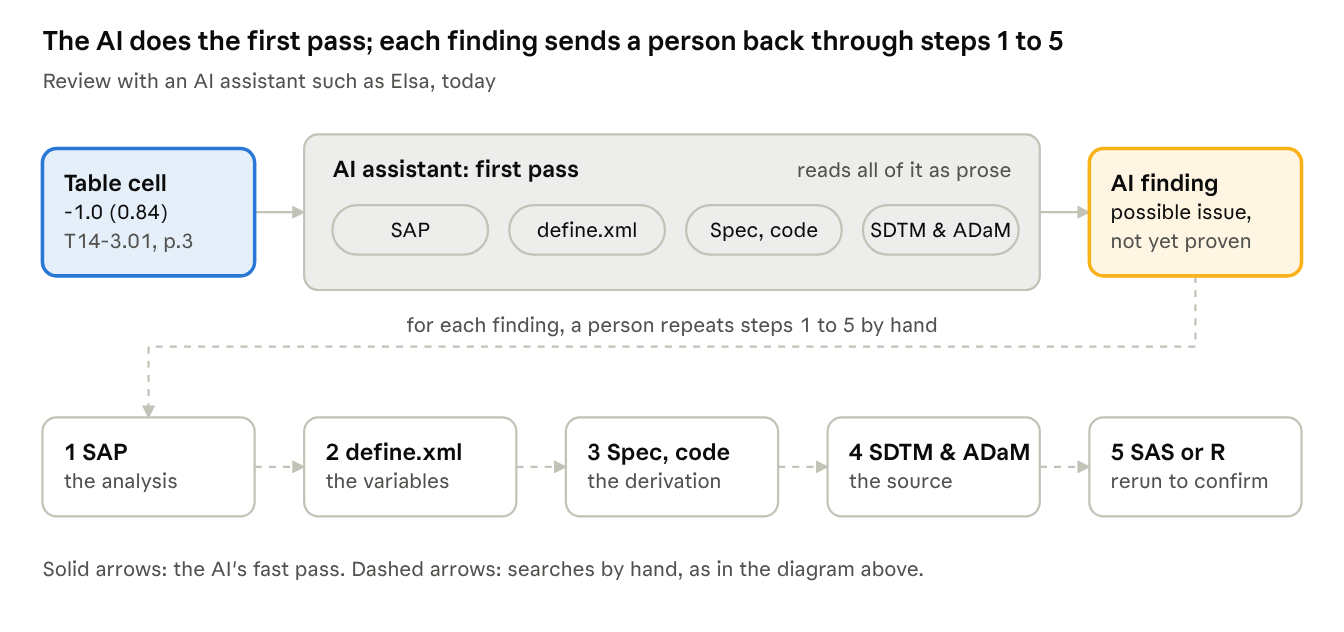 The AI does the first pass; each finding sends a person back through steps 1 to 5
Review with an AI assistant such as Elsa, today
Table cell
-1.0 (0.84)
T14-3.01, p.3
AI assistant: first pass
reads all of it as prose
SAP
define.xml
Spec, code
SDTM & ADaM
AI finding
possible issue,
not yet proven
for each finding, a person repeats steps 1 to 5 by hand
1 SAP
the analysis
2 define.xml
the variables
3 Spec, code
the derivation
4 SDTM & ADaM
the source
5 SAS or R
rerun to confirm
Solid arrows: the AI's fast pass. Dashed arrows: searches by hand, as in the diagram above.